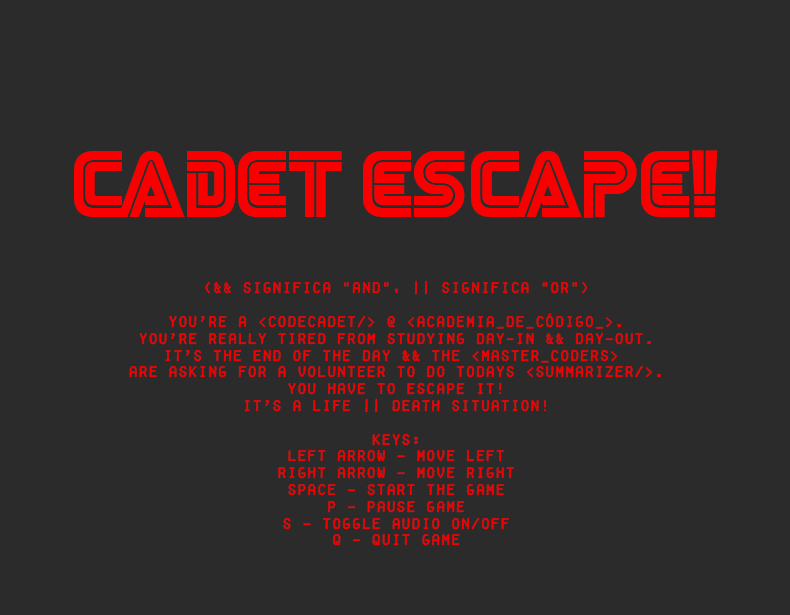 CADET ESCAPE!!
(&& SIGNIFICA "AND", || SIGNIFICA "OR")
YOU'RE A <CODECADET/> @ <ACADEMIA_DE_CÓDIGO_>.
YOU'RE REALLY TIRED FROM STUDYING DAY-IN && DAY-OUT.
IT'S THE END OF THE DAY && THE <MASTER_CODERS>
ARE ASKING FOR A VOLUNTEER TO DO TODAYS <SUMMARIZER/>.
YOU HAVE TO ESCAPE IT!
IT'S A LIFE || DEATH SITUATION!
KEYS:
LEFT ARROW - MOVE LEFT
RIGHT ARROW - MOVE RIGHT
SPACE - START THE GAME
P - PAUSE GAME
S - TOGGLE AUDIO ON/OFF
Q - QUIT GAME